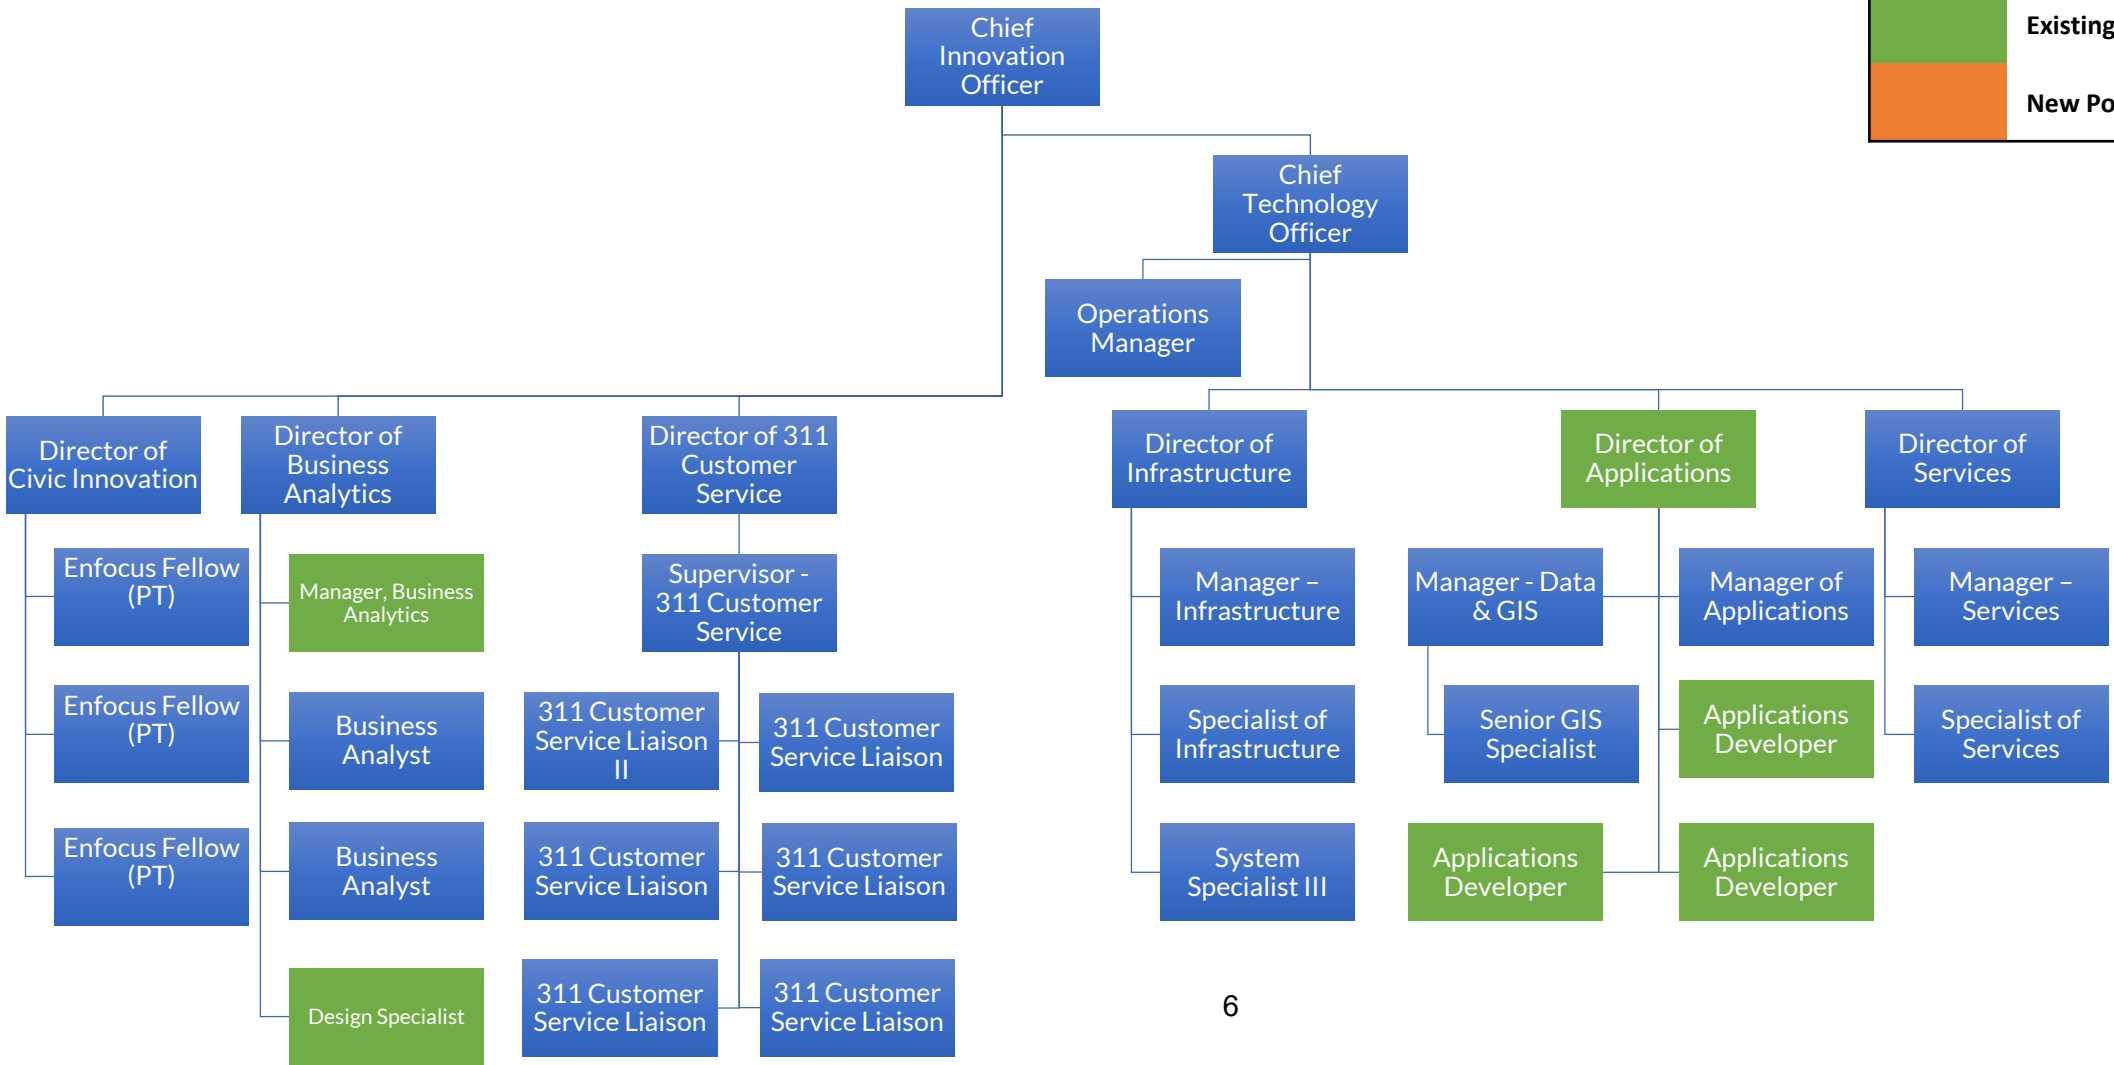 Chief
Innovation
Officer
Existing
New Po
Chief
Technology
Officer
Operations
Manager
Director of
Civic Innovation
Director of
Business
Analytics
Director of 311
Customer
Service
Director of
Infrastructure
Director of
Applications
Director of
Services
Enfocus Fellow
(PT)
Manager, Business
Analytics
Supervisor -
311 Customer
Service
Manager –
Infrastructure
Manager - Data
& GIS
Manager of
Applications
Manager –
Services
Enfocus Fellow
(PT)
Business
Analyst
311 Customer
Service Liaison
II
311 Customer
Service Liaison
Specialist of
Infrastructure
Senior GIS
Specialist
Applications
Developer
Specialist of
Services
Enfocus Fellow
(PT)
Business
Analyst
311 Customer
Service Liaison
311 Customer
Service Liaison
System
Specialist III
Applications
Developer
Applications
Developer
Design Specialist
311 Customer
Service Liaison
311 Customer
Service Liaison
6